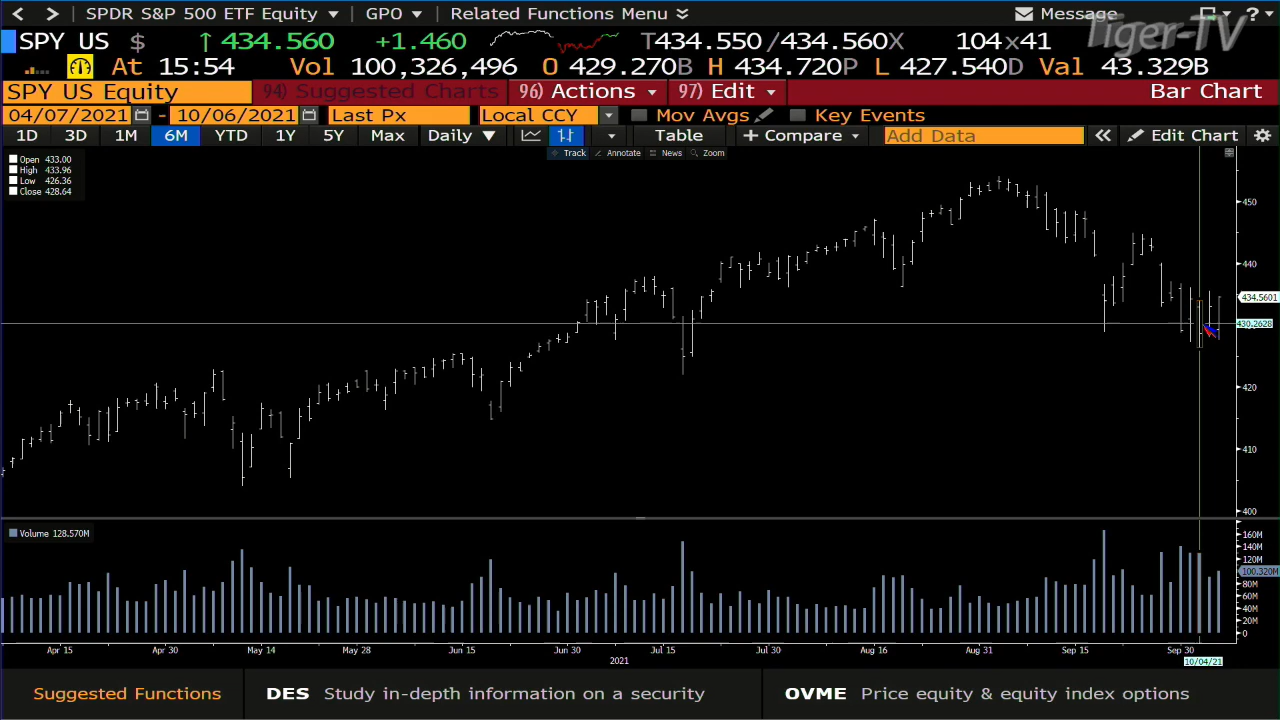 SPDR S&P 500 ETF Equity GPO Related Functions Menu Message ?
Tiger-TV
SPY US $ ↑ 434.560 +1.460 T434.550 /434.560X 104 x 41
At 15:54 Vol 100,326,496 O 429.270B H 434.720P L 427.540D Val 43.329B
SPY US Equity 94) Suggested Charts 96) Actions 97) Edit Bar Chart
04/07/2021 - 10/06/2021 Last Px Local CCY Mov Avgs Key Events
1D 3D 1M 6M YTD 1Y 5Y Max Daily Table + Compare Add Data Edit Chart
Track Annotate News Zoom
Open 433.00
High 433.96
Low 426.36
Close 428.64
450
440
434.5601
430.2628
420
410
400
Volume 128.570M
160M
140M
120M
100.320M
80M
60M
40M
20M
0
Apr 15 Apr 30 May 14 May 28 Jun 15 Jun 30 Jul 15 Jul 30 Aug 16 Aug 31 Sep 15 Sep 30
2021 10/04/21
Suggested Functions DES Study in-depth information on a security OVME Price equity & equity index options